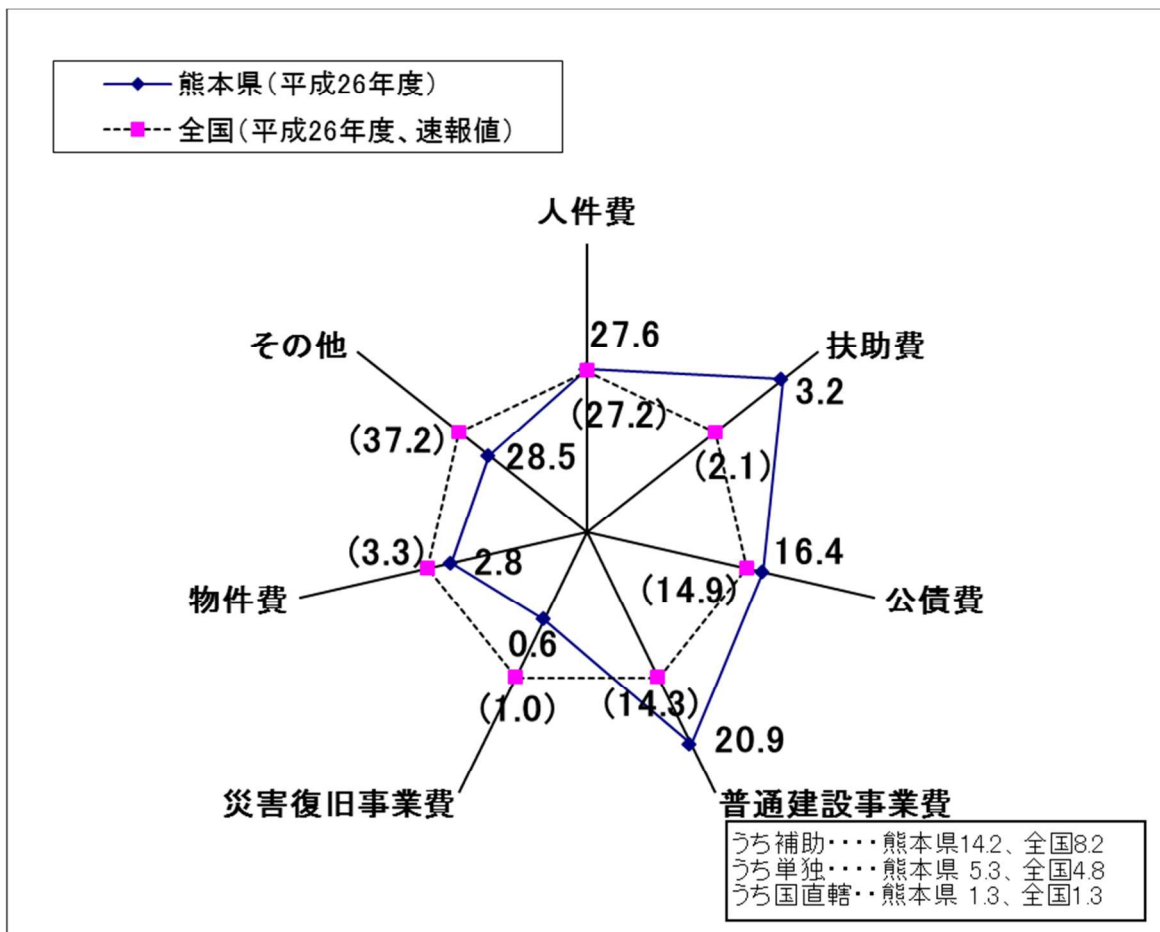 熊本県(平成26年度)
全国(平成26年度、速報値)
人件費
27.6
(27.2)
扶助費
3.2
(2.1)
その他
(37.2)
28.5
16.4
(14.9)
公債費
(3.3)
2.8
物件費
0.6
(1.0)
災害復旧事業費
(14.3)
20.9
普通建設事業費
うち補助・・・・熊本県14.2、全国8.2
うち単独・・・・熊本県 5.3、全国4.8
うち国直轄・・熊本県 1.3、全国1.3